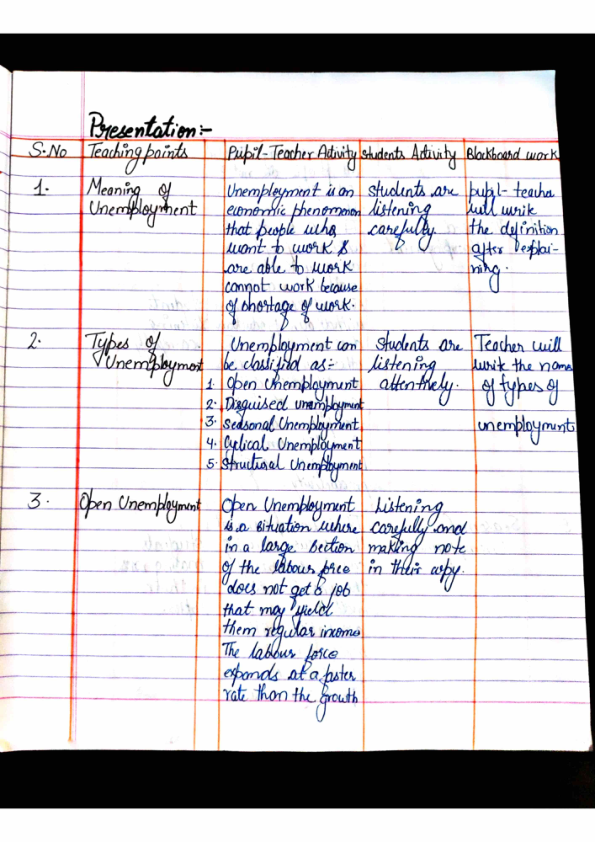 Presentation:-
S.No Teaching points Pupil-Teacher Activity Students Activity Blackboard work
1. Meaning of Unemployment
Unemployment is an
economic phenomenon
that people who
want to work &
are able to work
cannot work because
of shortage of work.
Students are
listening
carefully.
pupil-teacher
will write
the definition
after explai-
ning.
2. Types of
Unemployment
Unemployment can
be classified as:-
1. Open Unemployment
2. Disguised unemployment
3. Seasonal Unemployment
4. Cyclical Unemployment
5. Structural Unemployment
Students are
listening
attentively.
Teacher will
write the name
of types of
unemployments
3. Open Unemployment
Open Unemployment
is a situation where
in a large section
of the labour force
does not get a job
that may yield
them regular income
The labour force
expands at a faster
rate than the growth
Listening
carefully and
making note
in their copy.